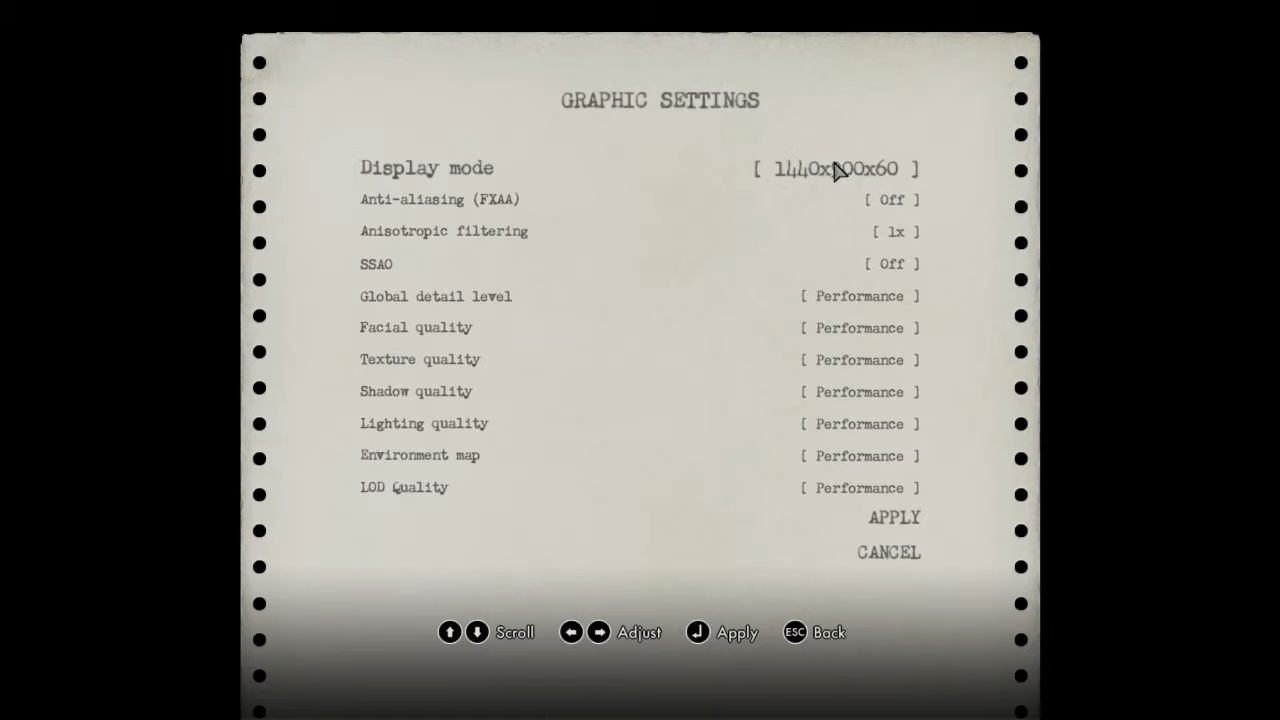 GRAPHIC SETTINGS
Display mode [ 1440x900x60 ]
Anti-aliasing (FXAA) [ Off ]
Anisotropic filtering [ 1x ]
SSAO [ Off ]
Global detail level [ Performance ]
Facial quality [ Performance ]
Texture quality [ Performance ]
Shadow quality [ Performance ]
Lighting quality [ Performance ]
Environment map [ Performance ]
LOD Quality [ Performance ]
APPLY
CANCEL
Scroll Adjust Apply ESC Back